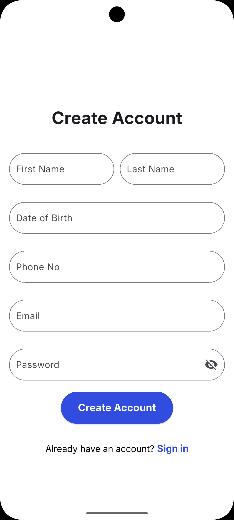 Create Account
First Name Last Name
Date of Birth
Phone No
Email
Password
Create Account
Already have an account? Sign in